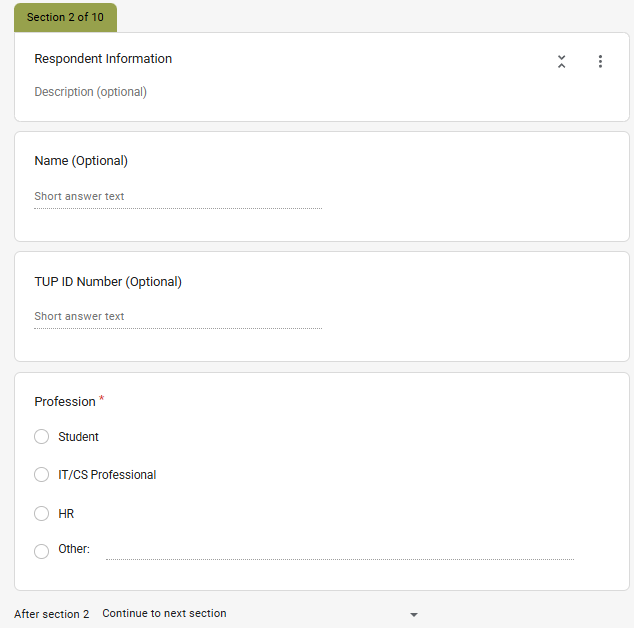 Section 2 of 10
Respondent Information
Description (optional)
Name (Optional)
Short answer text
TUP ID Number (Optional)
Short answer text
Profession *
Student
IT/CS Professional
HR
Other:
After section 2 Continue to next section